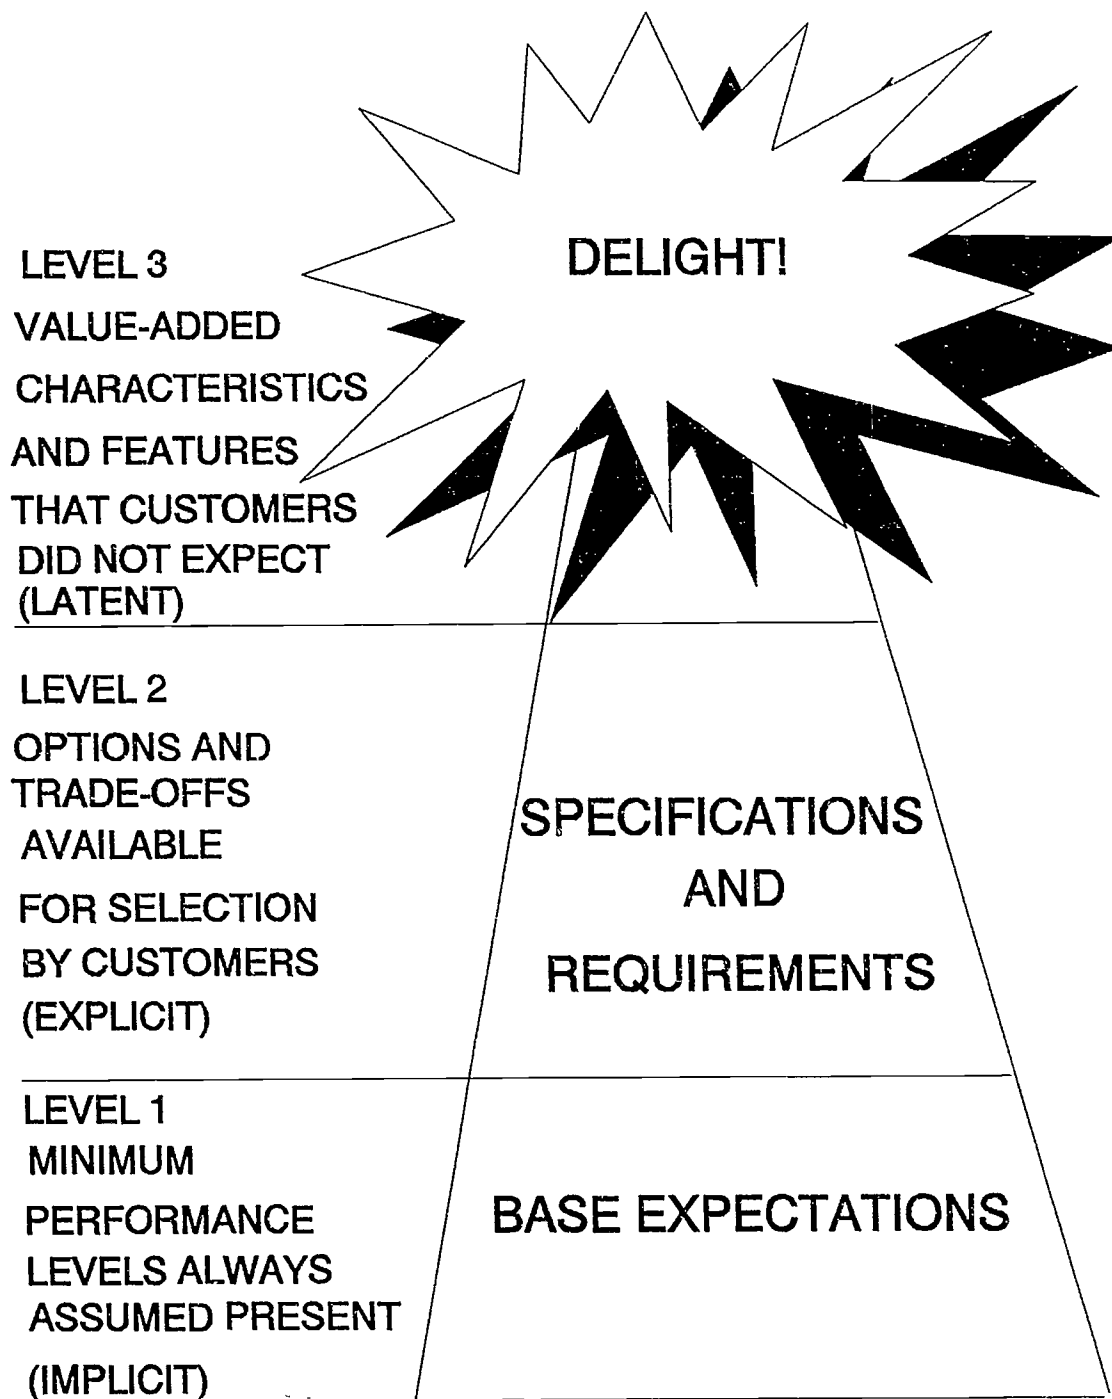 LEVEL 3
VALUE-ADDED
CHARACTERISTICS
AND FEATURES
THAT CUSTOMERS
DID NOT EXPECT
(LATENT)
DELIGHT!
LEVEL 2
OPTIONS AND
TRADE-OFFS
AVAILABLE
FOR SELECTION
BY CUSTOMERS
(EXPLICIT)
SPECIFICATIONS
AND
REQUIREMENTS
LEVEL 1
MINIMUM
PERFORMANCE
LEVELS ALWAYS
ASSUMED PRESENT
(IMPLICIT)
BASE EXPECTATIONS